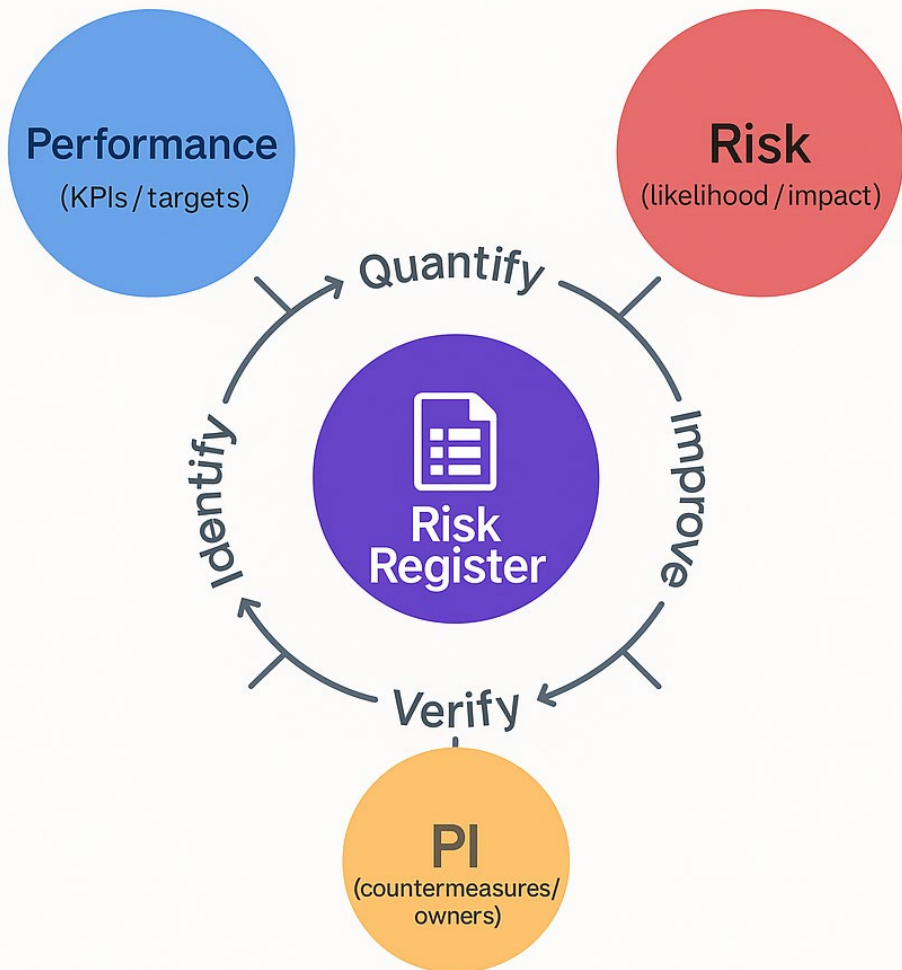 Performance
(KPIs / targets)
Risk
(likelihood / impact)
Quantify
Identify
Improve
Risk
Register
Verify
PI
(countermeasures/
owners)